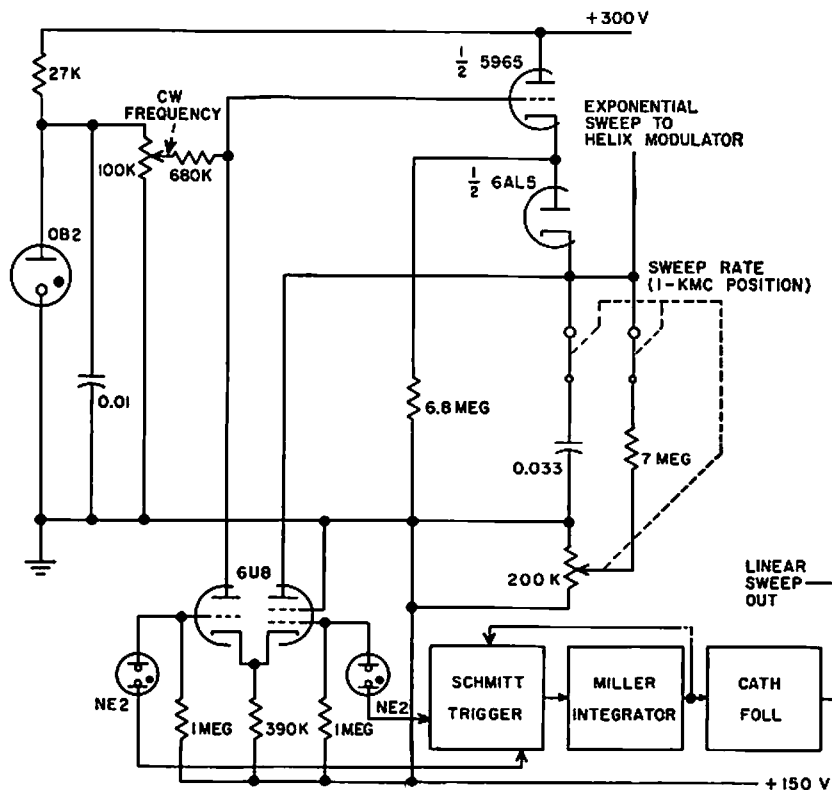 +300 V
1/2 5965
27K
CW
FREQUENCY
EXPONENTIAL
SWEEP TO
HELIX MODULATOR
100K
680K
1/2 6AL5
OB2
SWEEP RATE
(1-KMC POSITION)
0.01
6.8 MEG
0.033
7 MEG
6U8
200 K
LINEAR
SWEEP
OUT
NE2
1MEG
390K
1MEG
NE2
SCHMITT
TRIGGER
MILLER
INTEGRATOR
CATH
FOLL
+150 V